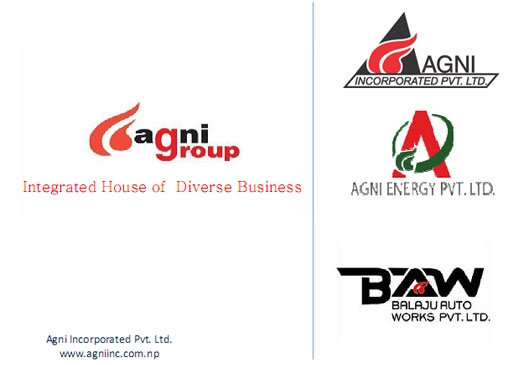 agni
group
Integrated House of Diverse Business
Agni Incorporated Pvt. Ltd.
www.agniinc.com.np
AGNI
INCORPORATED PVT. LTD.
AGNI ENERGY PVT. LTD.
BAW
BALAJU AUTO
WORKS PVT. LTD.